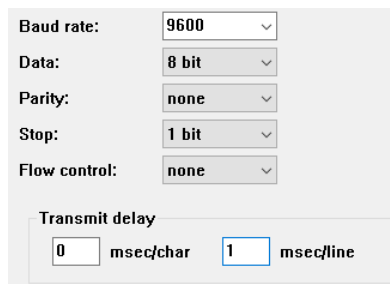 Baud rate: 9600
Data: 8 bit
Parity: none
Stop: 1 bit
Flow control: none
Transmit delay
0 msec/char 1 msec/line